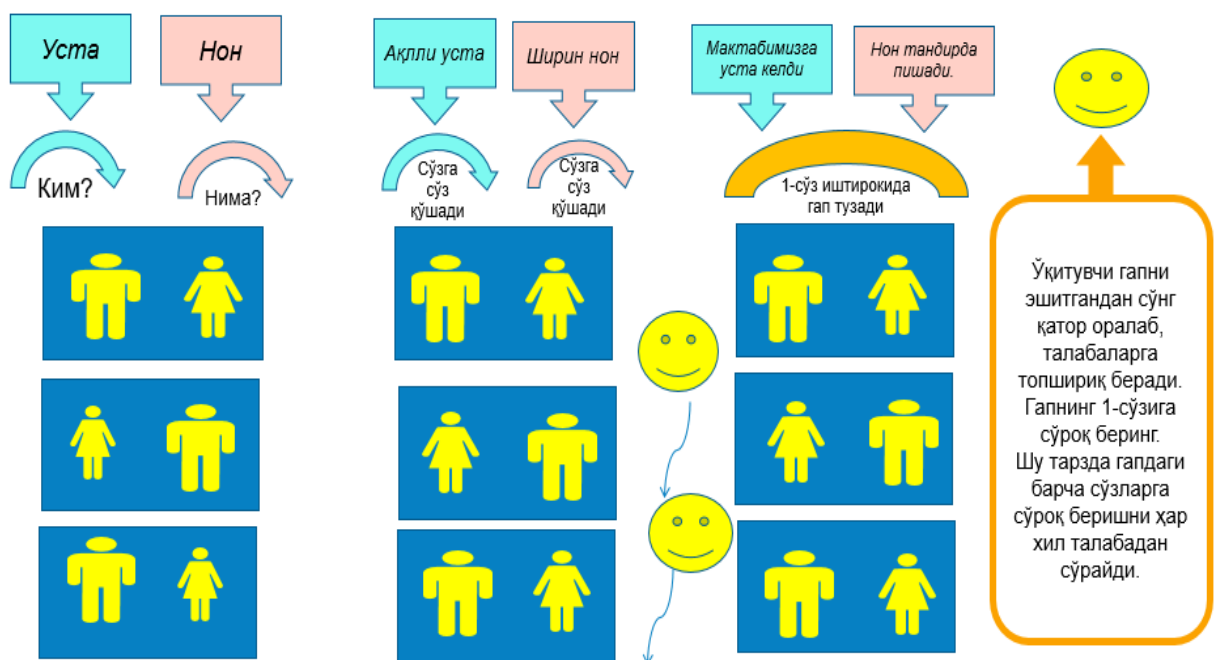 Уста
Нон
Ақлли уста
Ширин нон
Мактабимизга
уста келди
Нон тандирда
пишади.
Ким?
Нима?
Сўзга
сўз
қўшади
Сўзга
сўз
қўшади
1-сўз иштирокида
гап тузади
Ўқитувчи гапни
эшитгандан сўнг
қатор оралаб,
талабаларга
топшириқ беради.
Гапнинг 1-сўзига
сўроқ беринг.
Шу тарзда гапдаги
барча сўзларга
сўроқ беришни ҳар
хил талабадан
сўрайди.